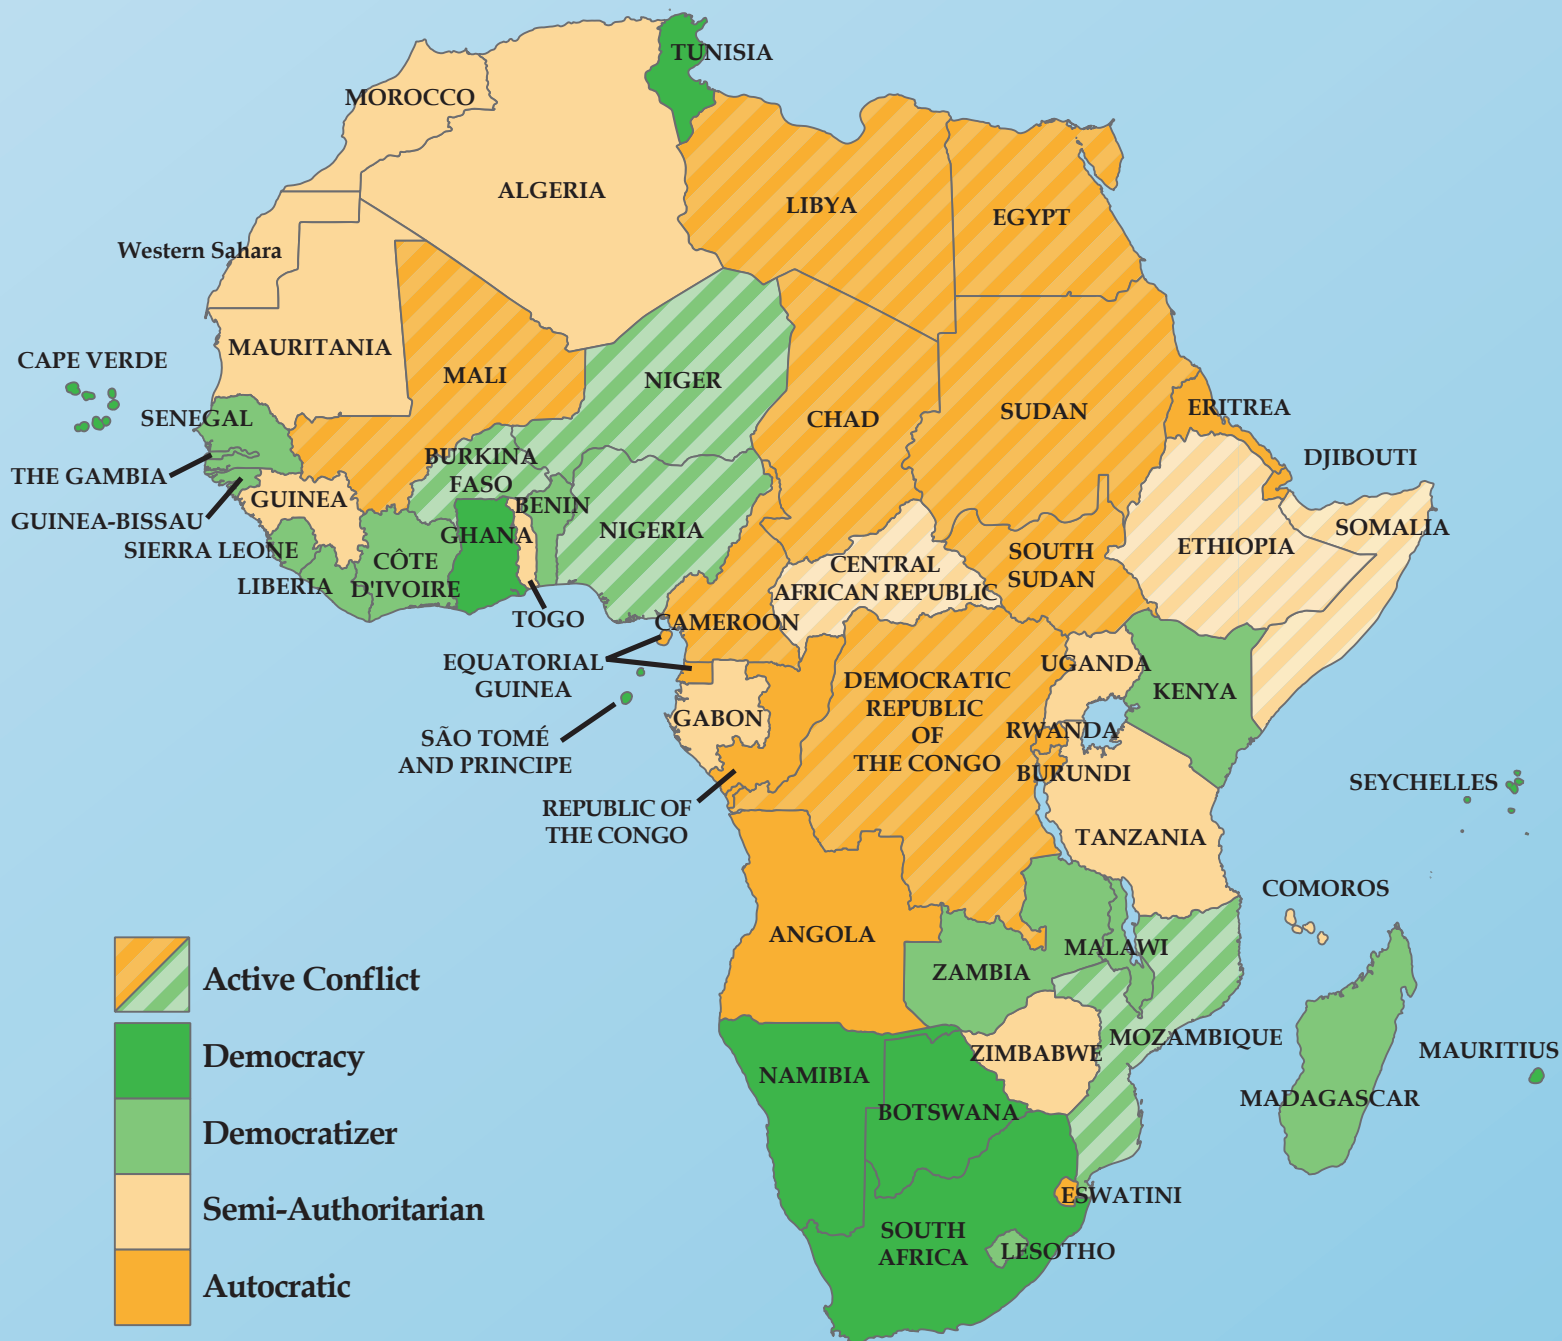 TUNISIA
MOROCCO
ALGERIA
LIBYA
EGYPT
Western Sahara
MAURITANIA
CAPE VERDE
MALI
NIGER
CHAD
SUDAN
ERITREA
SENEGAL
DJIBOUTI
THE GAMBIA
BURKINA
FASO
GUINEA
BENIN
GUINEA-BISSAU
NIGERIA
SOMALIA
GHANA
SIERRA LEONE
ETHIOPIA
SOUTH
SUDAN
CENTRAL
AFRICAN REPUBLIC
CÔTE
D'IVOIRE
LIBERIA
TOGO
CAMEROON
EQUATORIAL
GUINEA
UGANDA
KENYA
DEMOCRATIC
REPUBLIC
OF
THE CONGO
GABON
RWANDA
SÃO TOMÉ
AND PRINCIPE
BURUNDI
SEYCHELLES
REPUBLIC OF
THE CONGO
TANZANIA
COMOROS
ANGOLA
MALAWI
ZAMBIA
MOZAMBIQUE
ZIMBABWE
MAURITIUS
NAMIBIA
MADAGASCAR
BOTSWANA
ESWATINI
SOUTH
AFRICA
LESOTHO
Active Conflict
Democracy
Democratizer
Semi-Authoritarian
Autocratic